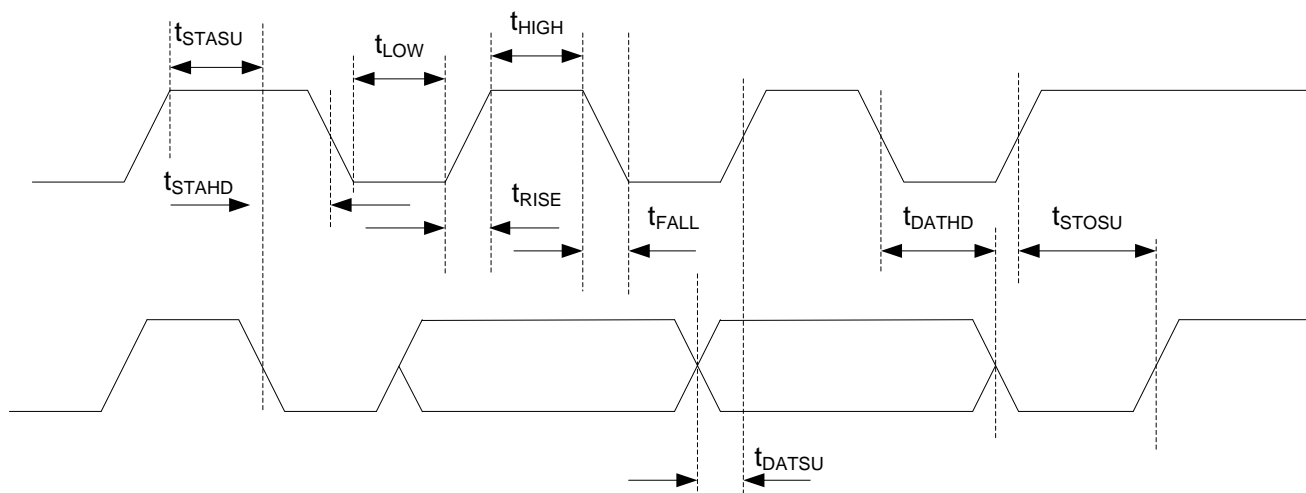 tSTASU
tLOW
tHIGH
tSTAHD
tRISE
tFALL
tDATHD
tSTOSU
tDATSU